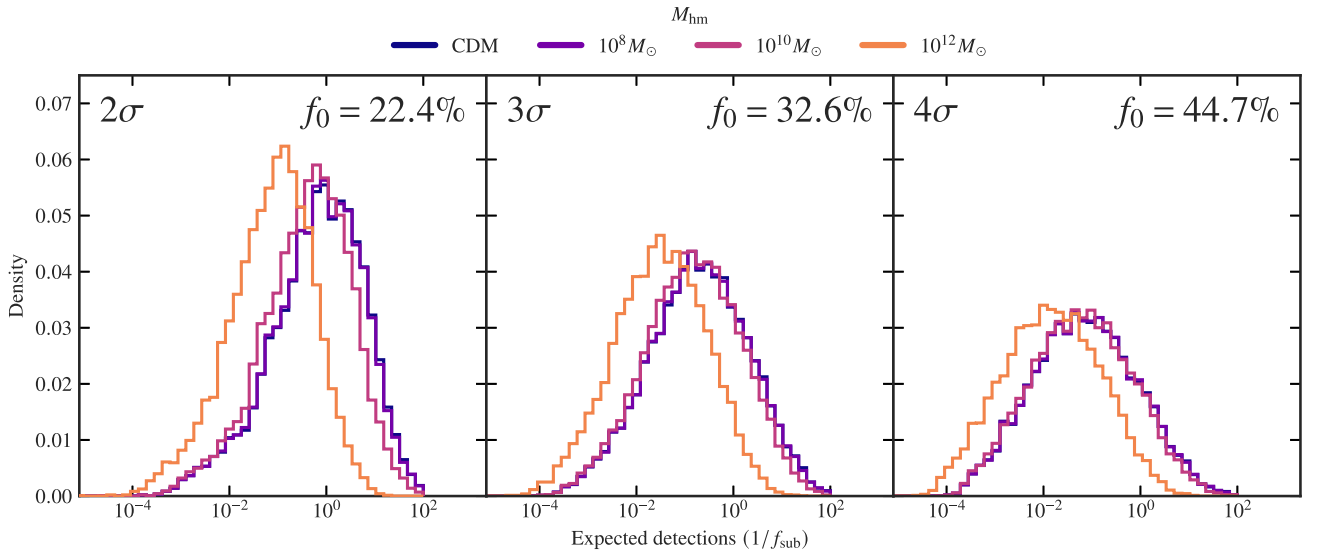 M_hm
CDM 10^8 M_⊙ 10^10 M_⊙ 10^12 M_⊙
2σ f_0 = 22.4% 3σ f_0 = 32.6% 4σ f_0 = 44.7%
0.07
0.06
0.05
0.04
0.03
0.02
0.01
0.00
Density
10^−4 10^−2 10^0 10^2 10^−4 10^−2 10^0 10^2 10^−4 10^−2 10^0 10^2
Expected detections (1/f_sub)